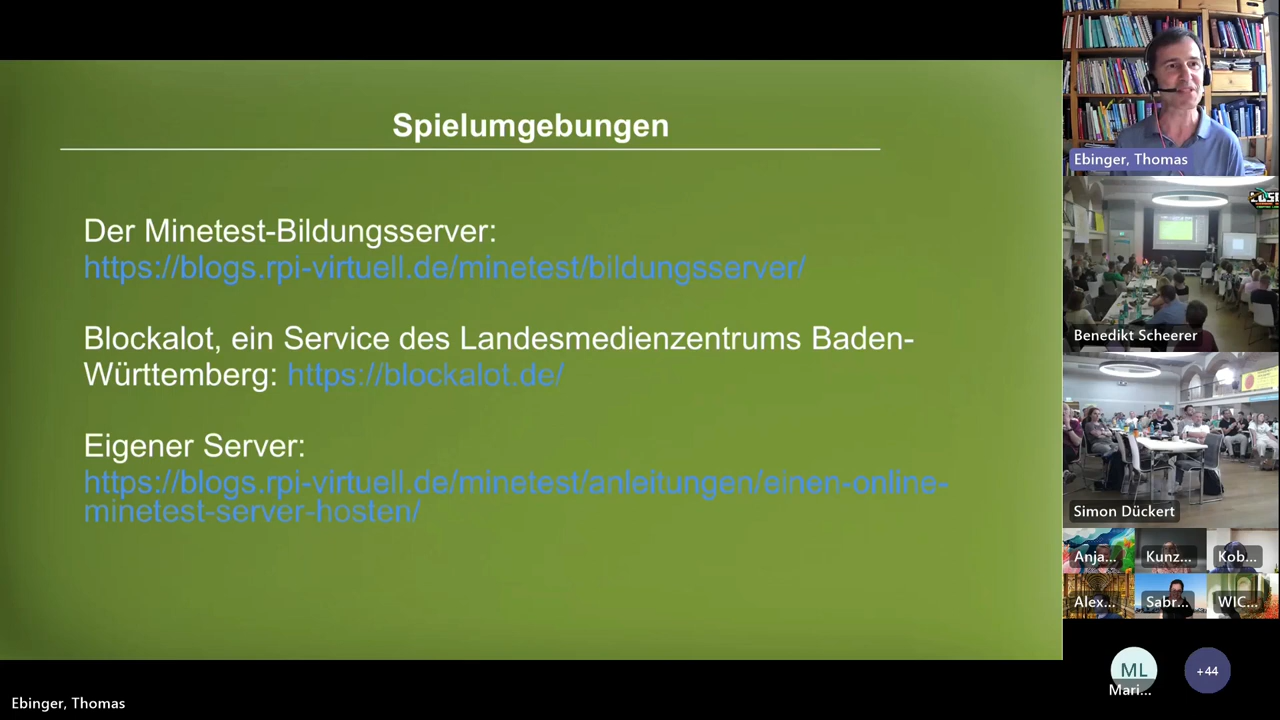 Spielumgebungen
Der Minetest-Bildungsserver:
https://blogs.rpi-virtuell.de/minetest/bildungsserver/
Blockalot, ein Service des Landesmedienzentrums Baden-
Württemberg: https://blockalot.de/
Eigener Server:
https://blogs.rpi-virtuell.de/minetest/anleitungen/einen-online-
minetest-server-hosten/
Ebinger, Thomas
Benedikt Scheerer
Simon Dückert
Anja...
Kunz...
Kob...
Alex...
Sabr...
WIC...
ML
Mari...
+44
Ebinger, Thomas